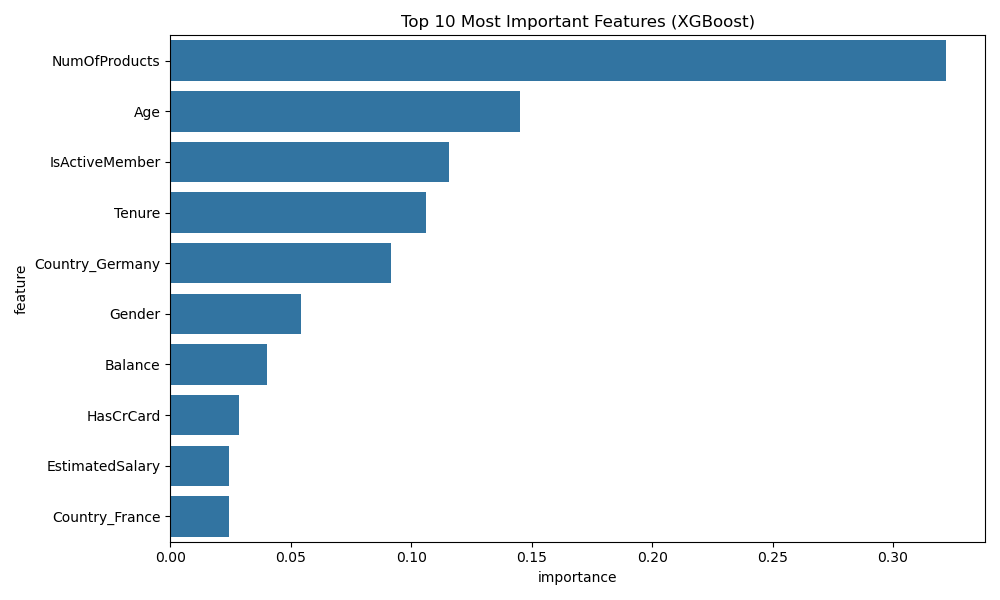 Top 10 Most Important Features (XGBoost)
NumOfProducts
Age
IsActiveMember
Tenure
Country_Germany
Gender
Balance
HasCrCard
EstimatedSalary
Country_France
feature
0.00 0.05 0.10 0.15 0.20 0.25 0.30
importance